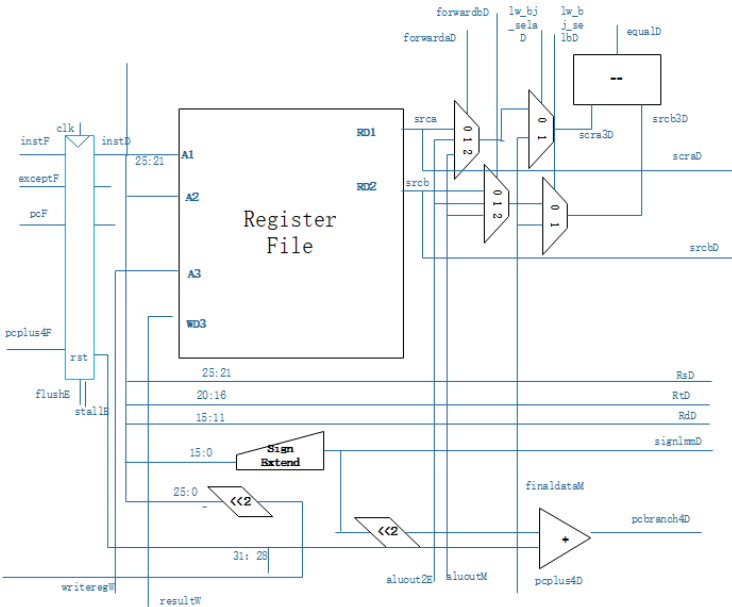 forwardbD
lw_bj
_sela
D
lw_b
j_se
lbD
forwardaD
equalD
--
clk
instF
instD
srca
srcb3D
RD1
0 1 2
0 1
scra3D
25:21
A1
exceptF
scraD
RD2
srcb
A2
0 1 2
0 1
pcF
Register
File
srcbD
A3
WD3
pcplus4F
rst
25:21
RsD
flushE
20:16
RtD
stallE
15:11
RdD
signlmmD
15:0
Sign
Extend
25:0
<<2
finaldataM
<<2
+
pcbranch4D
31: 28
writeregW
aluout2E
aluoutM
pcplus4D
resultW